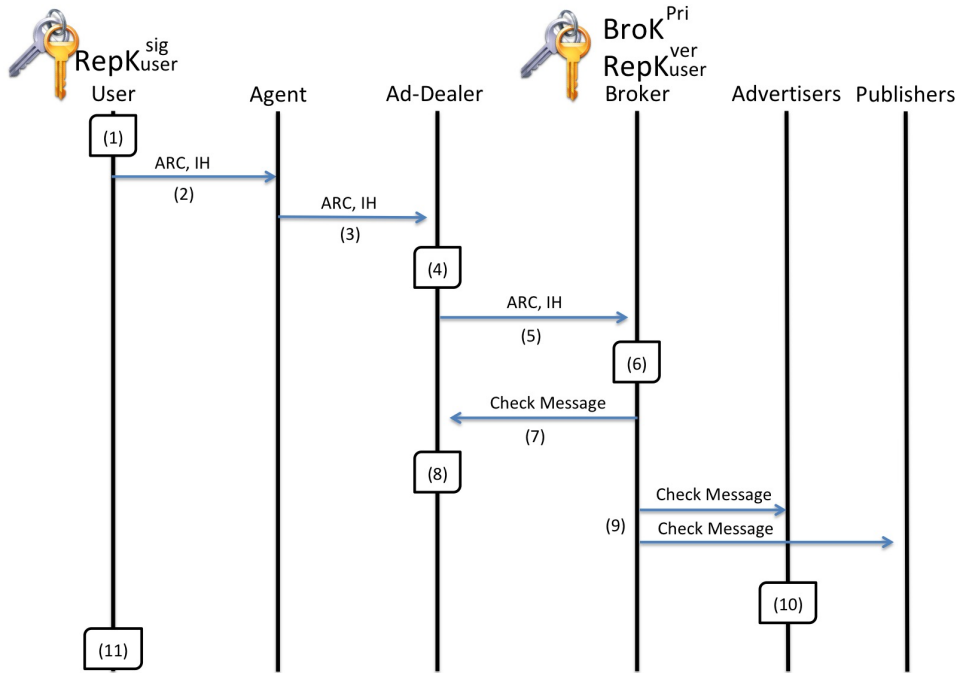 BroK^Pri
RepK^sig_user
RepK^ver_user
User
Agent
Ad-Dealer
Broker
Advertisers
Publishers
(1)
ARC, IH
(2)
ARC, IH
(3)
(4)
ARC, IH
(5)
(6)
Check Message
(7)
(8)
Check Message
(9)
Check Message
(10)
(11)